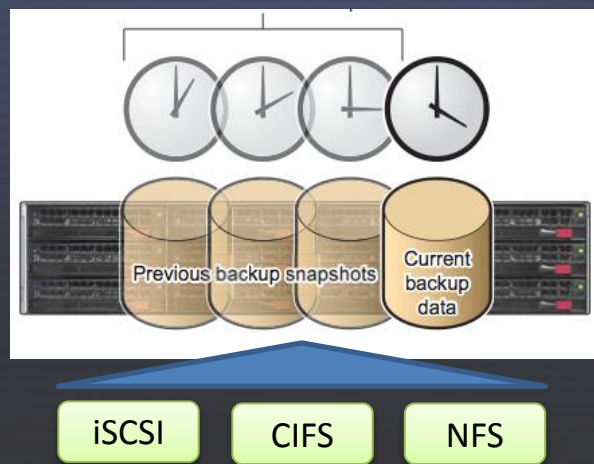 Previous backup snapshots
Current
backup
data
iSCSI
CIFS
NFS